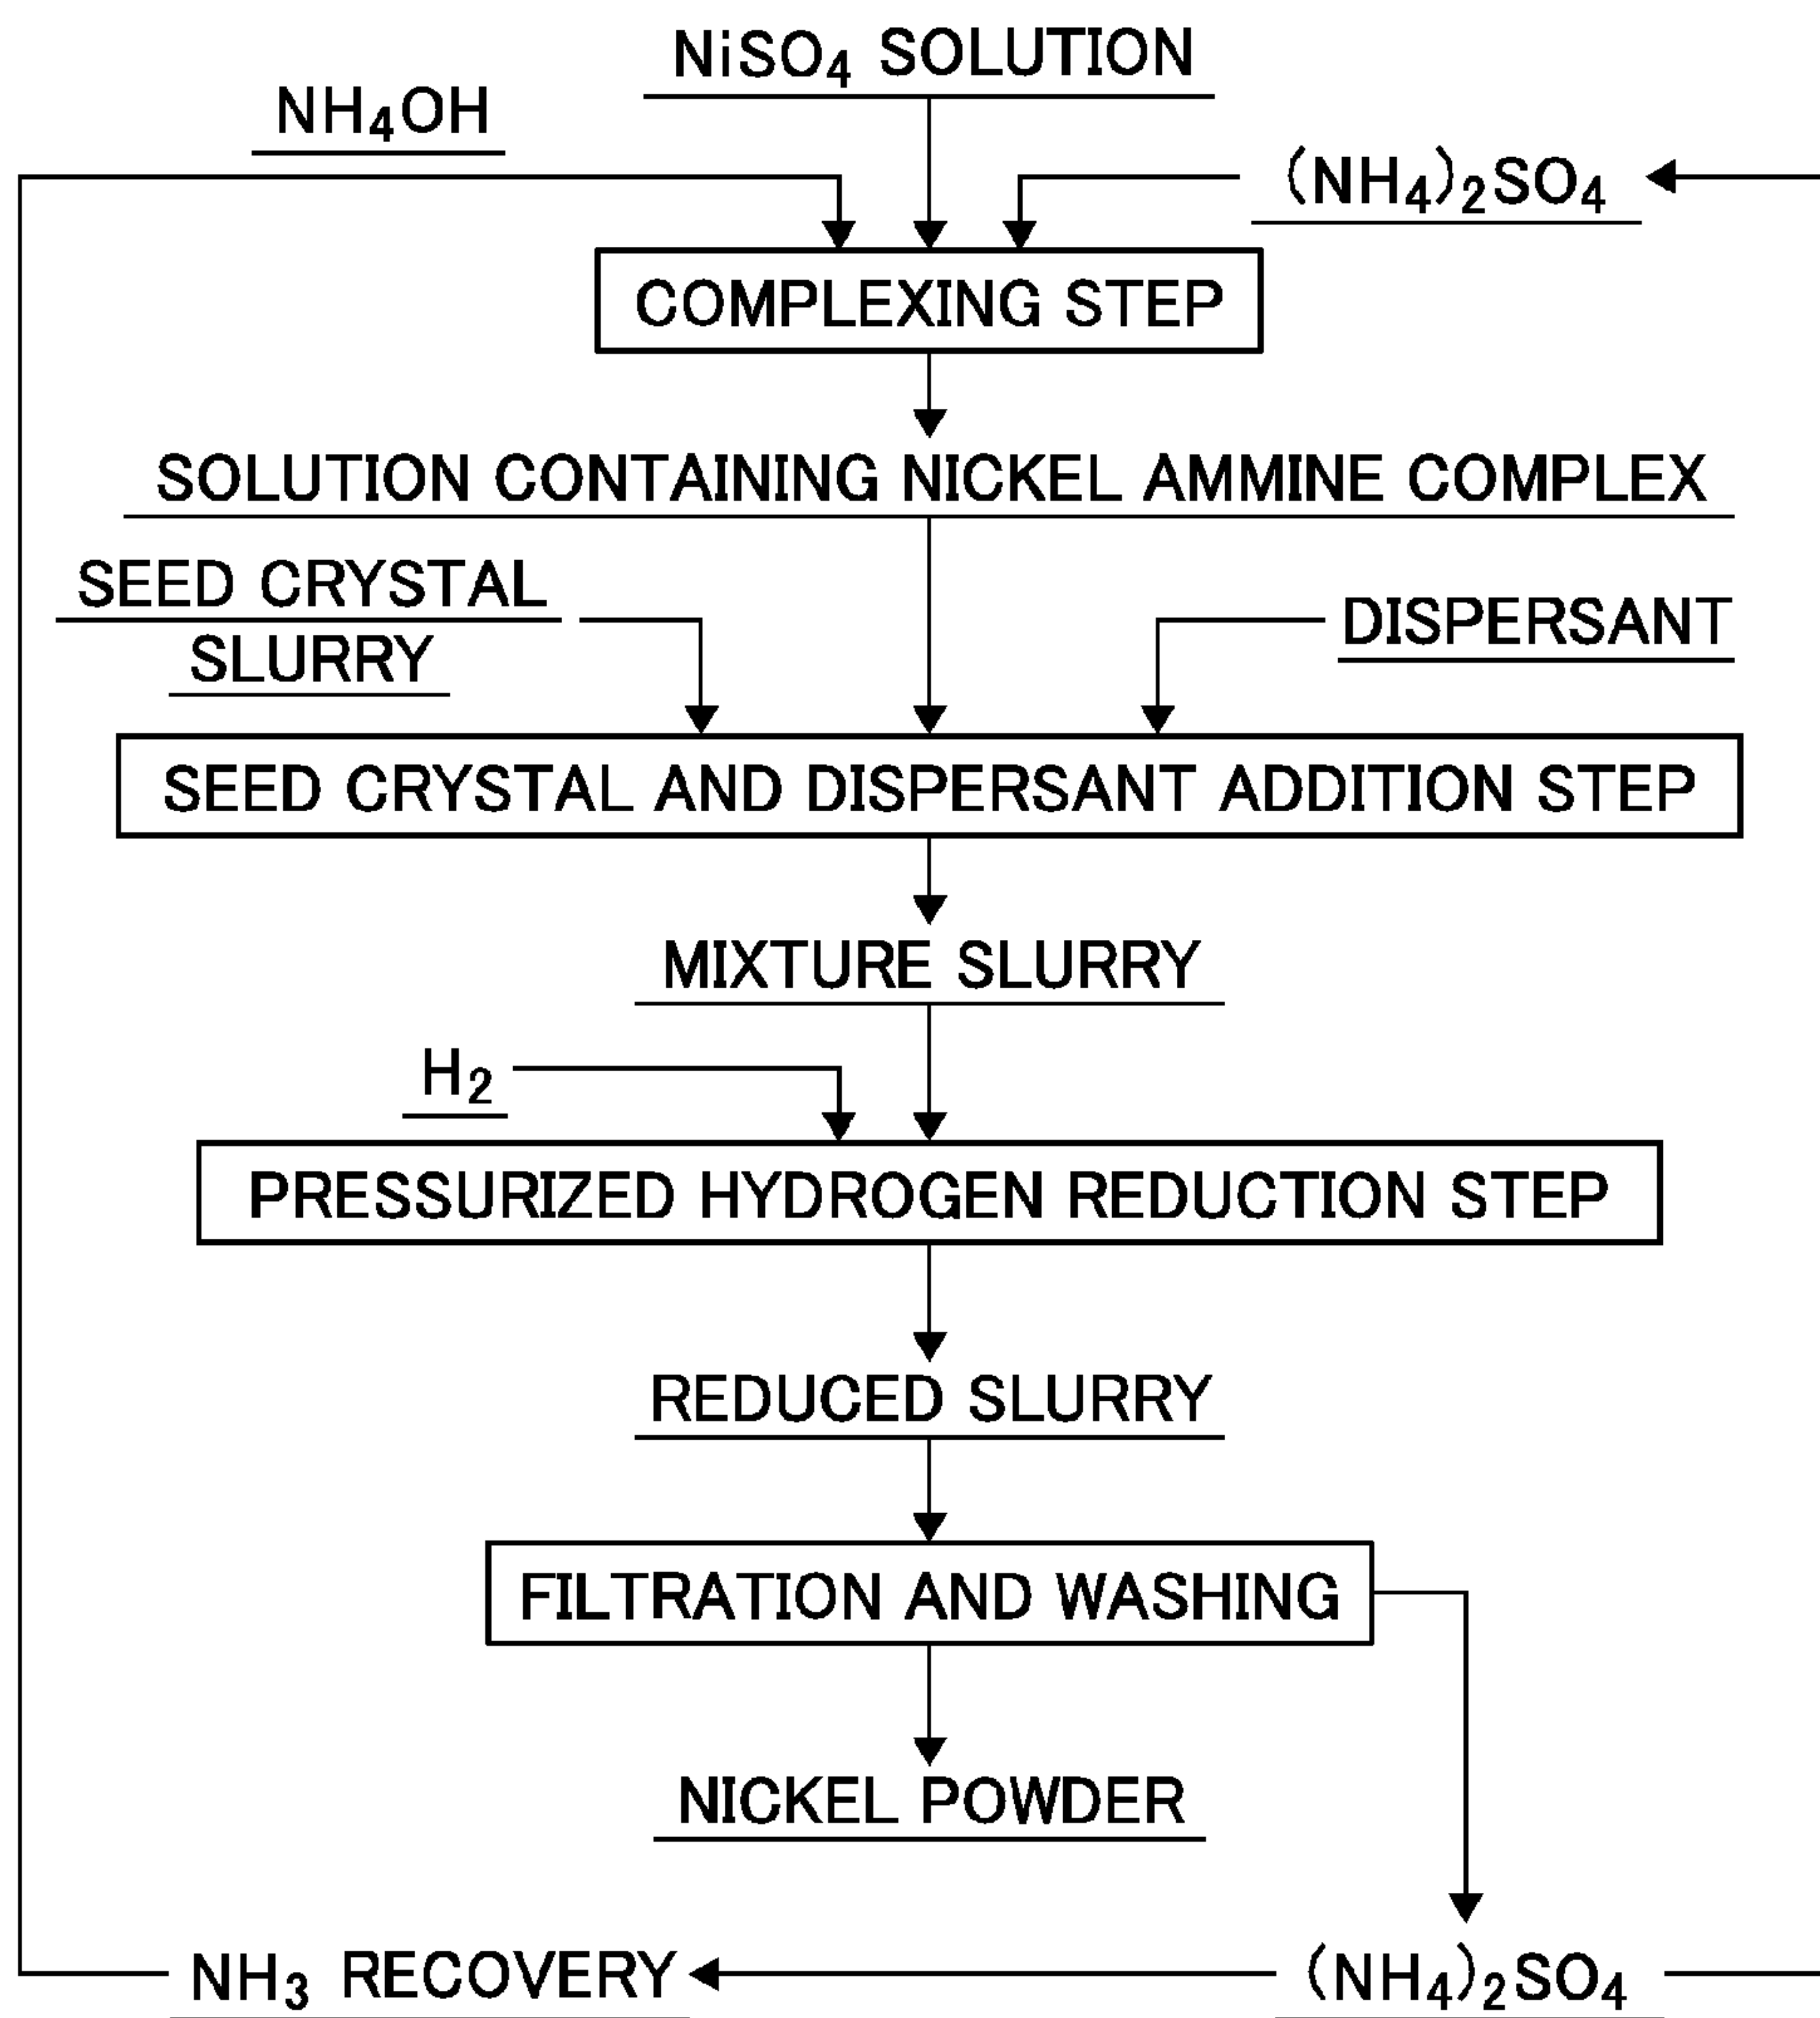 NiSO₄ SOLUTION
NH₄OH
(NH₄)₂SO₄
COMPLEXING STEP
SOLUTION CONTAINING NICKEL AMMINE COMPLEX
SEED CRYSTAL
SLURRY
DISPERSANT
SEED CRYSTAL AND DISPERSANT ADDITION STEP
MIXTURE SLURRY
H₂
PRESSURIZED HYDROGEN REDUCTION STEP
REDUCED SLURRY
FILTRATION AND WASHING
NICKEL POWDER
NH₃ RECOVERY
(NH₄)₂SO₄